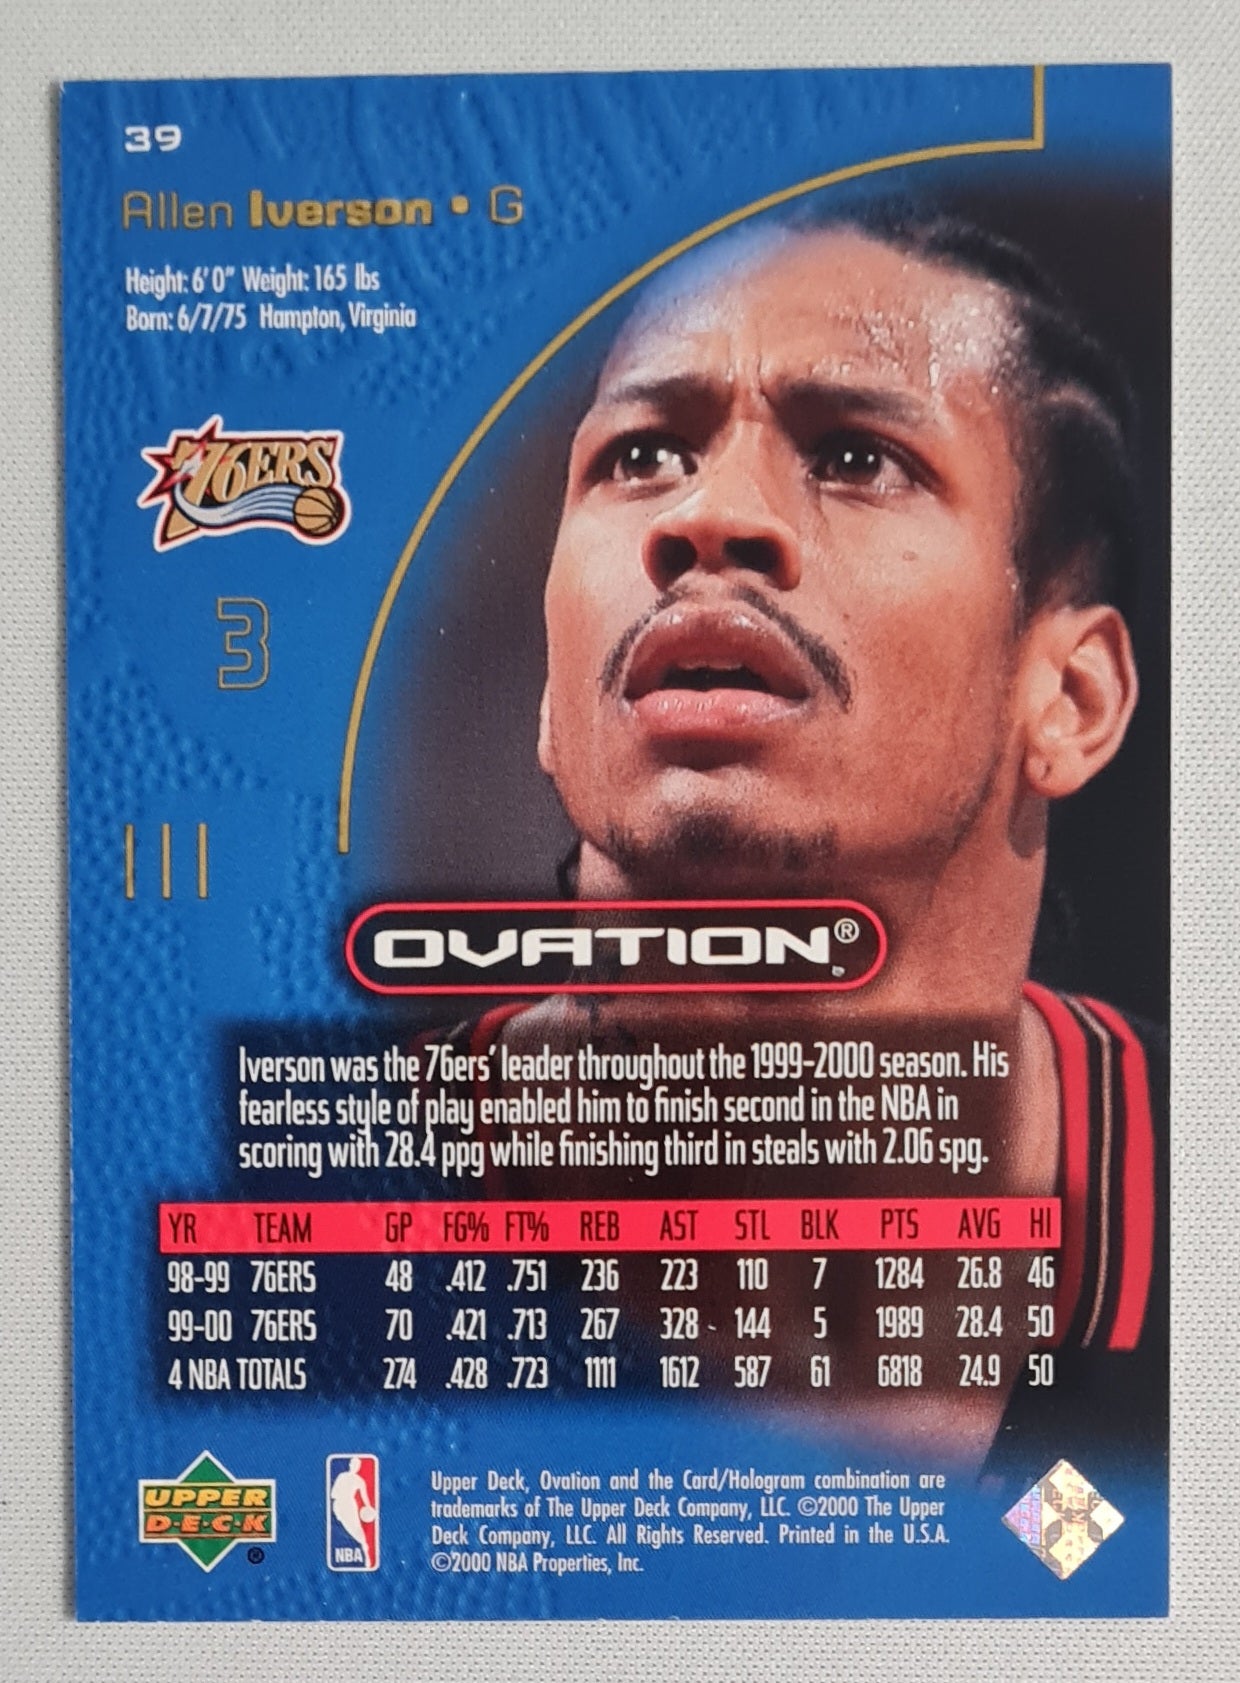 39
Allen Iverson • G
Height: 6'0" Weight: 165 lbs
Born: 6/7/75 Hampton, Virginia
76ERS
3
OVATION®
Iverson was the 76ers' leader throughout the 1999-2000 season. His
fearless style of play enabled him to finish second in the NBA in
scoring with 28.4 ppg while finishing third in steals with 2.06 spg.
YR TEAM GP FG% FT% REB AST STL BLK PTS AVG HI
98-99 76ERS 48 .412 .751 236 223 110 7 1284 26.8 46
99-00 76ERS 70 .421 .713 267 328 144 5 1989 28.4 50
4 NBA TOTALS 274 .428 .723 1111 1612 587 61 6818 24.9 50
UPPER
D·E·C·K
®
NBA
Upper Deck, Ovation and the Card/Hologram combination are
trademarks of The Upper Deck Company, LLC. ©2000 The Upper
Deck Company, LLC. All Rights Reserved. Printed in the U.S.A.
©2000 NBA Properties, Inc.